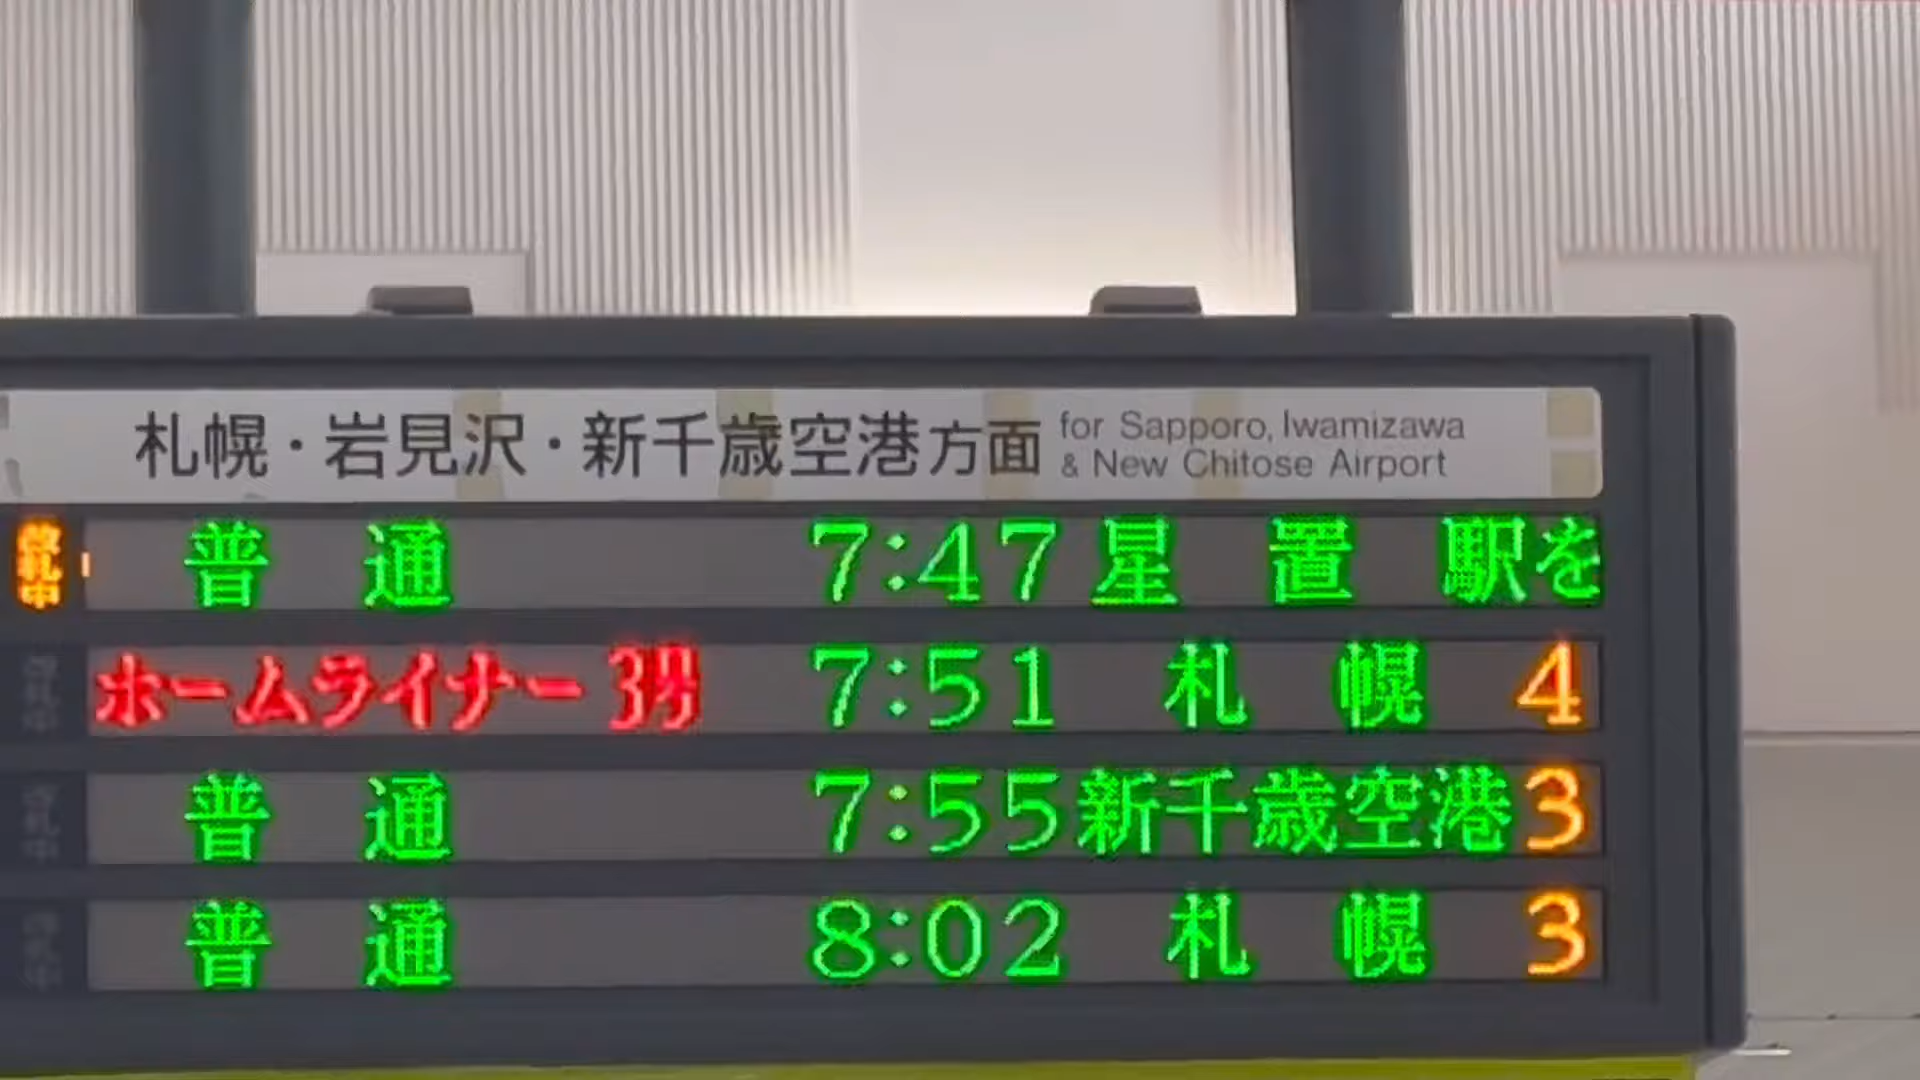 札幌・岩見沢・新千歳空港方面 for Sapporo, Iwamizawa & New Chitose Airport
改札中 普通 7:47 星置駅を
ホームライナー 3号 7:51 札幌 4
普通 7:55 新千歳空港 3
普通 8:02 札幌 3